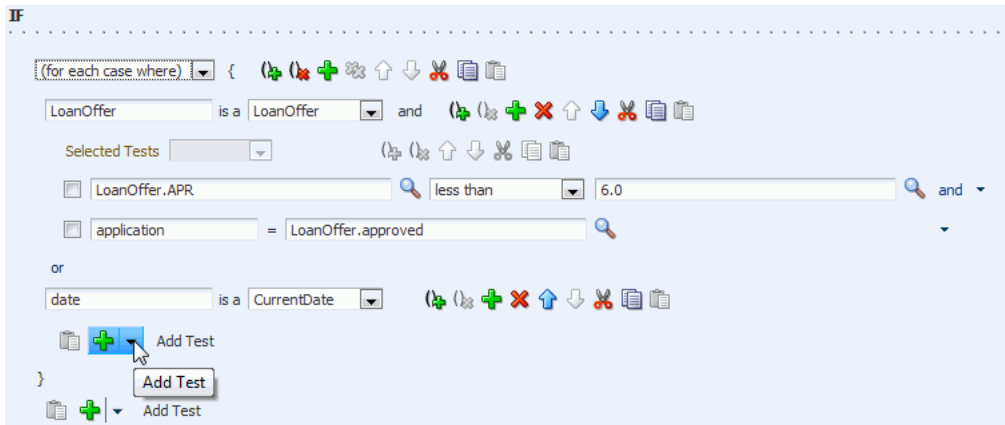 IF
(for each case where) {
LoanOffer is a LoanOffer and
Selected Tests
LoanOffer.APR less than 6.0 and
application = LoanOffer.approved
or
date is a CurrentDate
Add Test
Add Test
}
Add Test